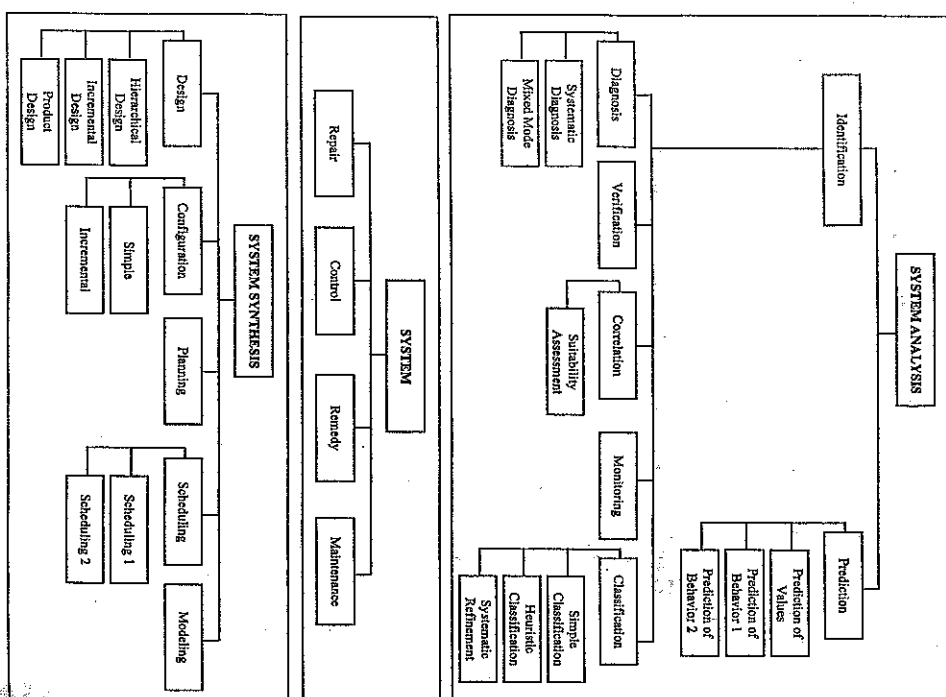 SYSTEM ANALYSIS
Identification
Prediction
Prediction of
Values
Prediction of
Behavior 1
Prediction of
Behavior 2
Diagnosis
Systematic
Diagnosis
Mixed Mode
Diagnosis
Verification
Correlation
Suitability
Assessment
Monitoring
Classification
Simple
Classification
Heuristic
Classification
Systematic
Refinement
SYSTEM
Repair
Control
Remedy
Maintenance
SYSTEM SYNTHESIS
Design
Hierarchical
Design
Incremental
Design
Product
Design
Configuration
Simple
Incremental
Planning
Scheduling
Scheduling 1
Scheduling 2
Modeling